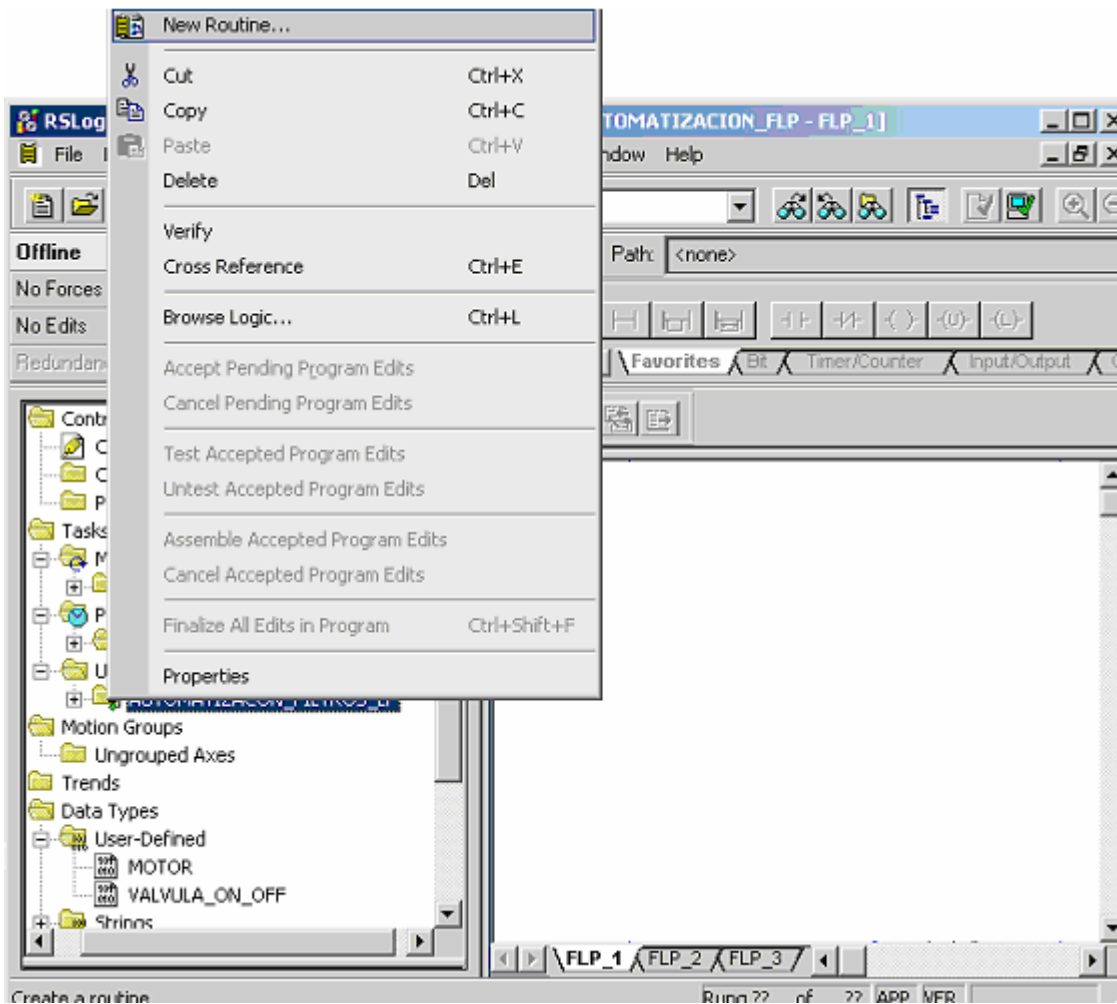 New Routine...
Cut Ctrl+X
Copy Ctrl+C
Paste Ctrl+V
Delete Del
Verify
Cross Reference Ctrl+E
Browse Logic... Ctrl+L
Accept Pending Program Edits
Cancel Pending Program Edits
Test Accepted Program Edits
Untest Accepted Program Edits
Assemble Accepted Program Edits
Cancel Accepted Program Edits
Finalize All Edits in Program Ctrl+Shift+F
Properties
RSLog
TOMATIZACION_FLP - FLP_1]
File
ndow Help
Offline
Path: <none>
No Forces
No Edits
Redundan
Favorites Bit Timer/Counter Input/Output
Contr
C
C
P
Tasks
M
P
U
Motion Groups
Ungrouped Axes
Trends
Data Types
User-Defined
MOTOR
VALVULA_ON_OFF
Strings
FLP_1 FLP_2 FLP_3
Create a routine
Rung ?? of ?? APP VER